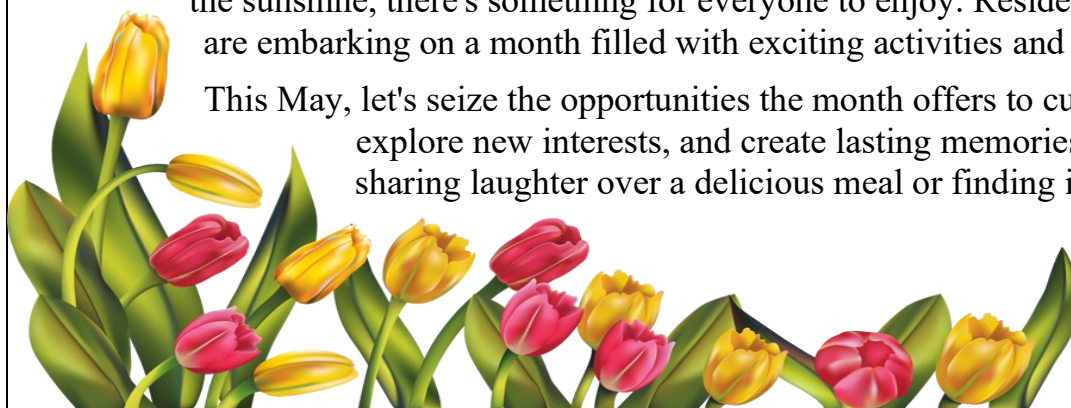 the sunshine, there's something for everyone to enjoy. Reside
are embarking on a month filled with exciting activities and
This May, let's seize the opportunities the month offers to cu
explore new interests, and create lasting memories
sharing laughter over a delicious meal or finding i